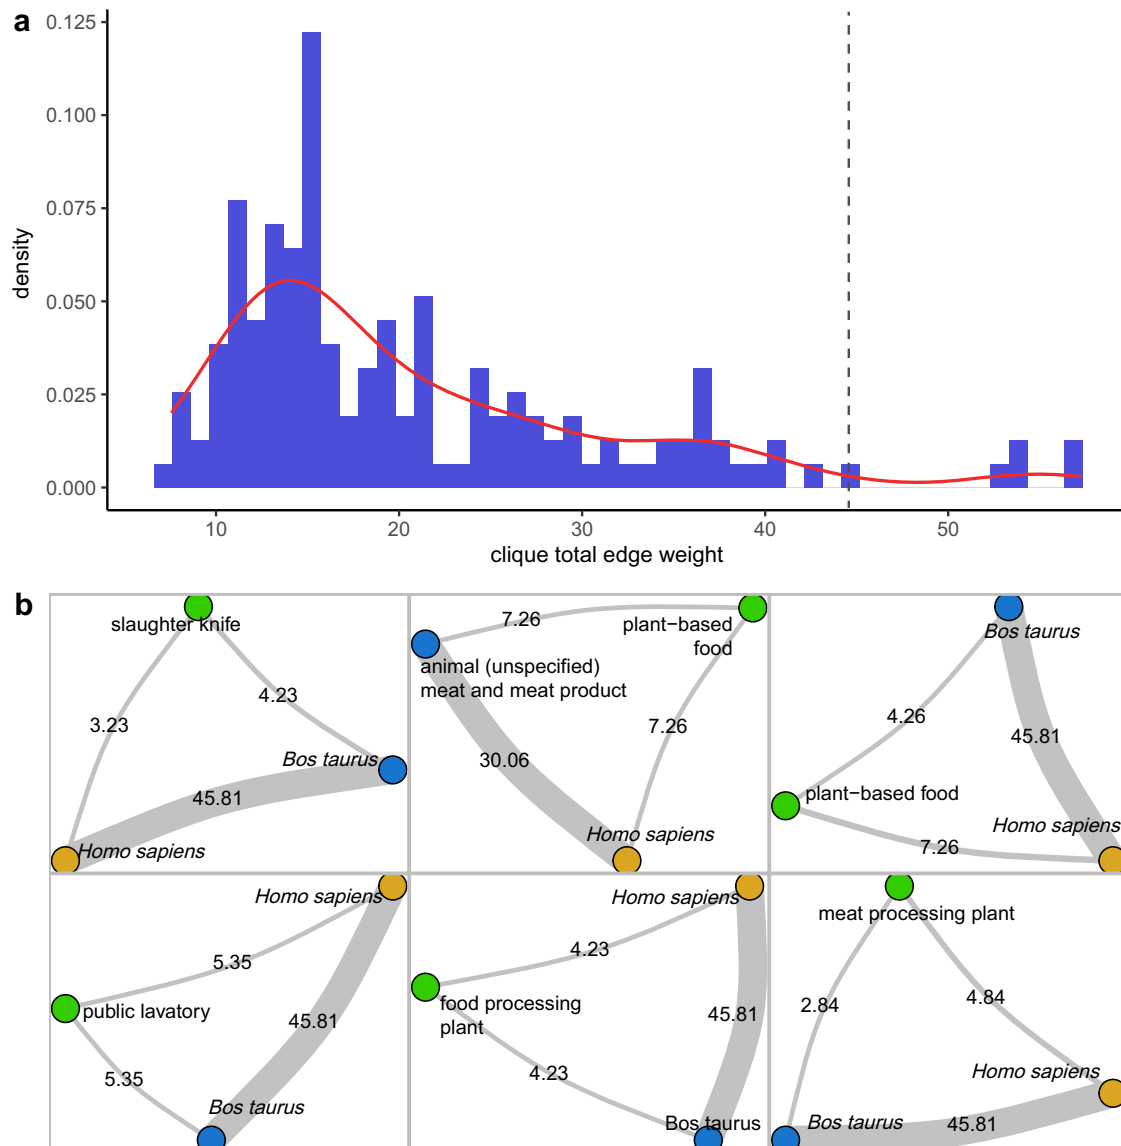 a
0.125
0.100
0.075
0.050
0.025
0.000
density
10 20 30 40 50
clique total edge weight
b
slaughter knife
4.23
3.23
Bos taurus
45.81
Homo sapiens
7.26
plant-based
food
animal (unspecified)
meat and meat product
7.26
30.06
Homo sapiens
Bos taurus
4.26
45.81
plant-based food
Homo sapiens
7.26
Homo sapiens
5.35
public lavatory
45.81
5.35
Bos taurus
Homo sapiens
4.23
food processing
plant
45.81
4.23
Bos taurus
meat processing plant
2.84
4.84
Homo sapiens
Bos taurus
45.81